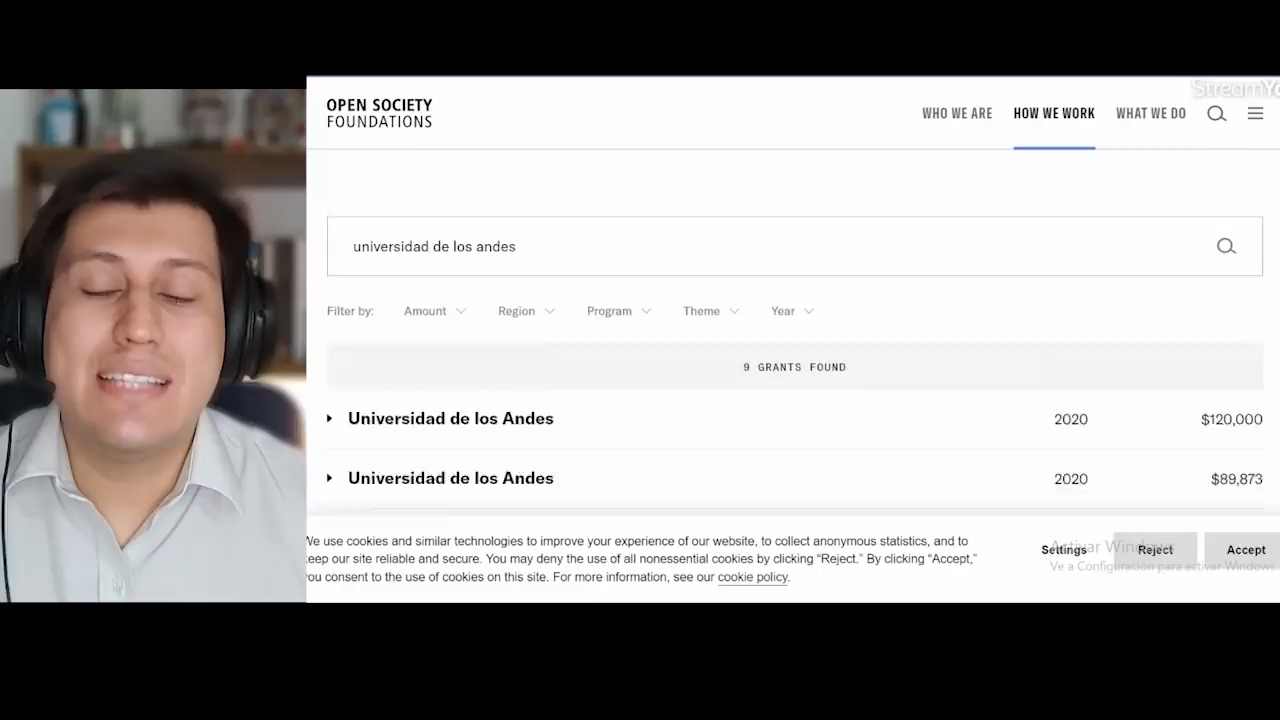 StreamYa
OPEN SOCIETY
FOUNDATIONS
WHO WE ARE
HOW WE WORK
WHAT WE DO
universidad de los andes
Filter by:
Amount
Region
Program
Theme
Year
9 GRANTS FOUND
Universidad de los Andes
2020
$120,000
Universidad de los Andes
2020
$89,873
We use cookies and similar technologies to improve your experience of our website, to collect anonymous statistics, and to
eep our site reliable and secure. You may deny the use of all nonessential cookies by clicking “Reject.” By clicking “Accept,”
ou consent to the use of cookies on this site. For more information, see our cookie policy.
Settings
Reject
Accept
Activar Windows
Ve a Configuración para activar Windows